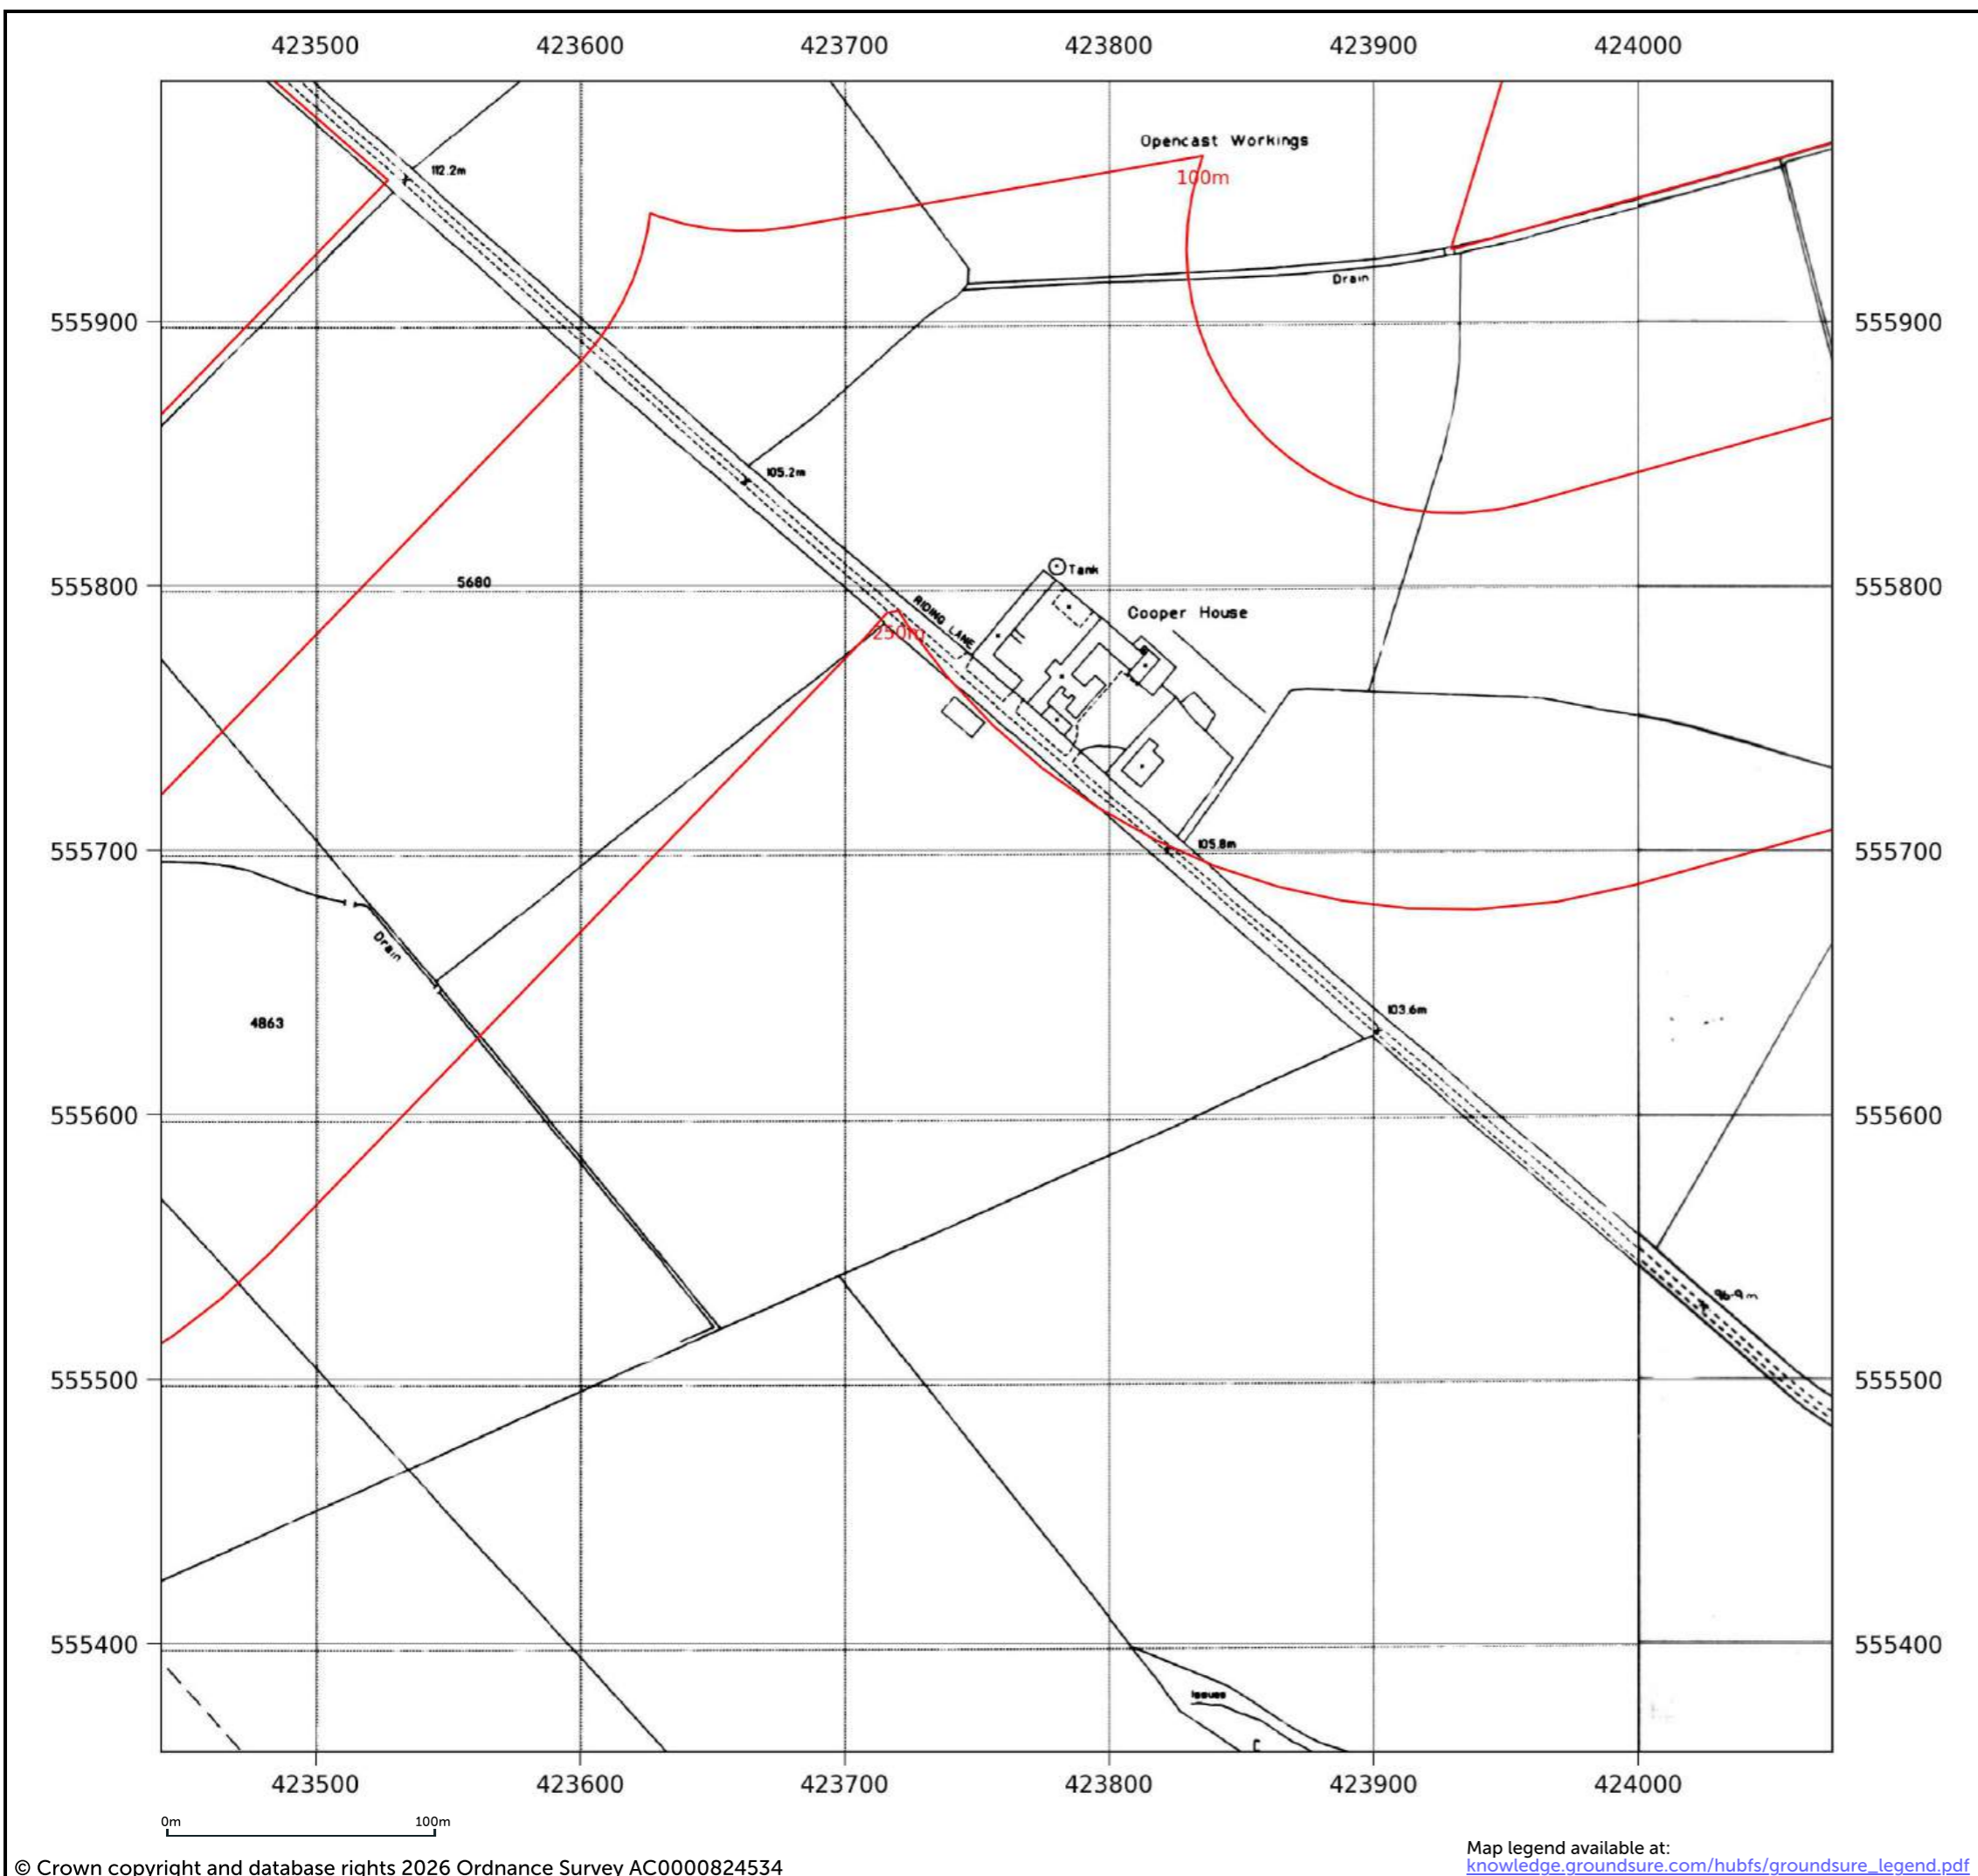 423500 423600 423700 423800 423900 424000
Opencast Workings
112.2m
100m
Drain
555900 555900
105.2m
Tank
555800 5680 555800
RIDING LANE
Cooper House
250m
105.8m
555700 555700
Drain
103.6m
4863
555600 555600
96.9m
555500 555500
555400 555400
Issues
423500 423600 423700 423800 423900 424000
0m 100m
Map legend available at:
© Crown copyright and database rights 2026 Ordnance Survey AC0000824534
knowledge.groundsure.com/hubfs/groundsure_legend.pdf